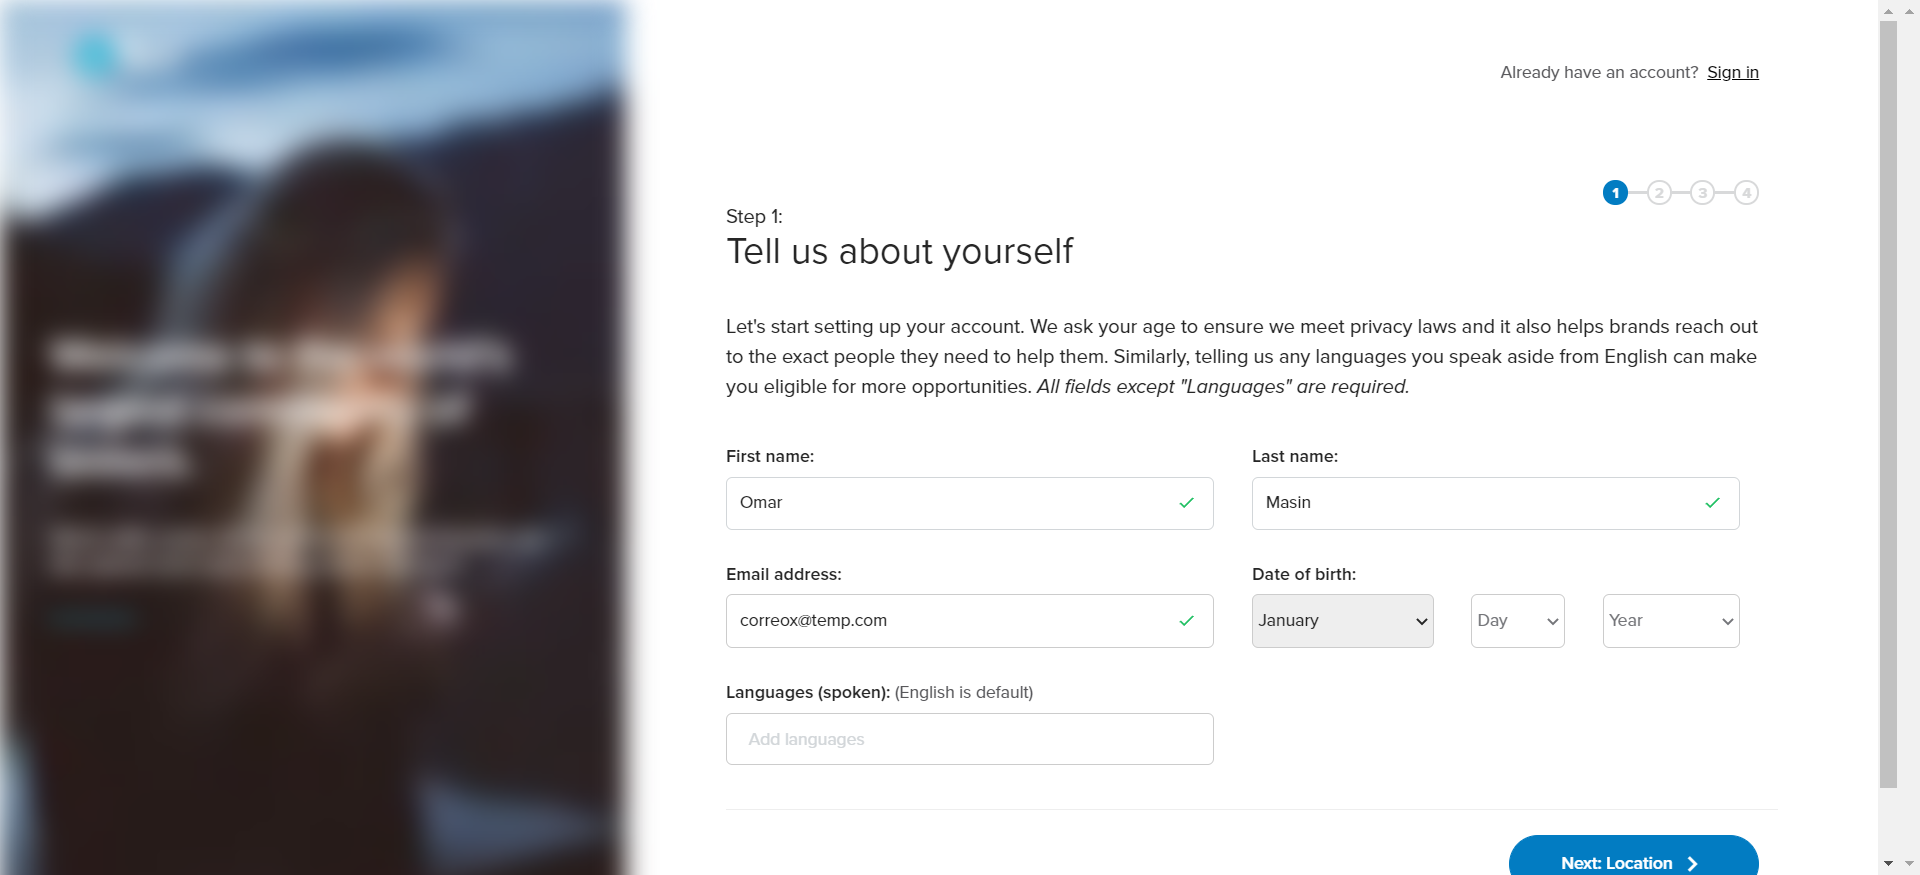 Already have an account? Sign in
1 2 3 4
Step 1:
Tell us about yourself
Let's start setting up your account. We ask your age to ensure we meet privacy laws and it also helps brands reach out
to the exact people they need to help them. Similarly, telling us any languages you speak aside from English can make
you eligible for more opportunities. All fields except "Languages" are required.
First name:
Last name:
Omar
Masin
Email address:
Date of birth:
correox@temp.com
January
Day
Year
Languages (spoken): (English is default)
Add languages
Next: Location